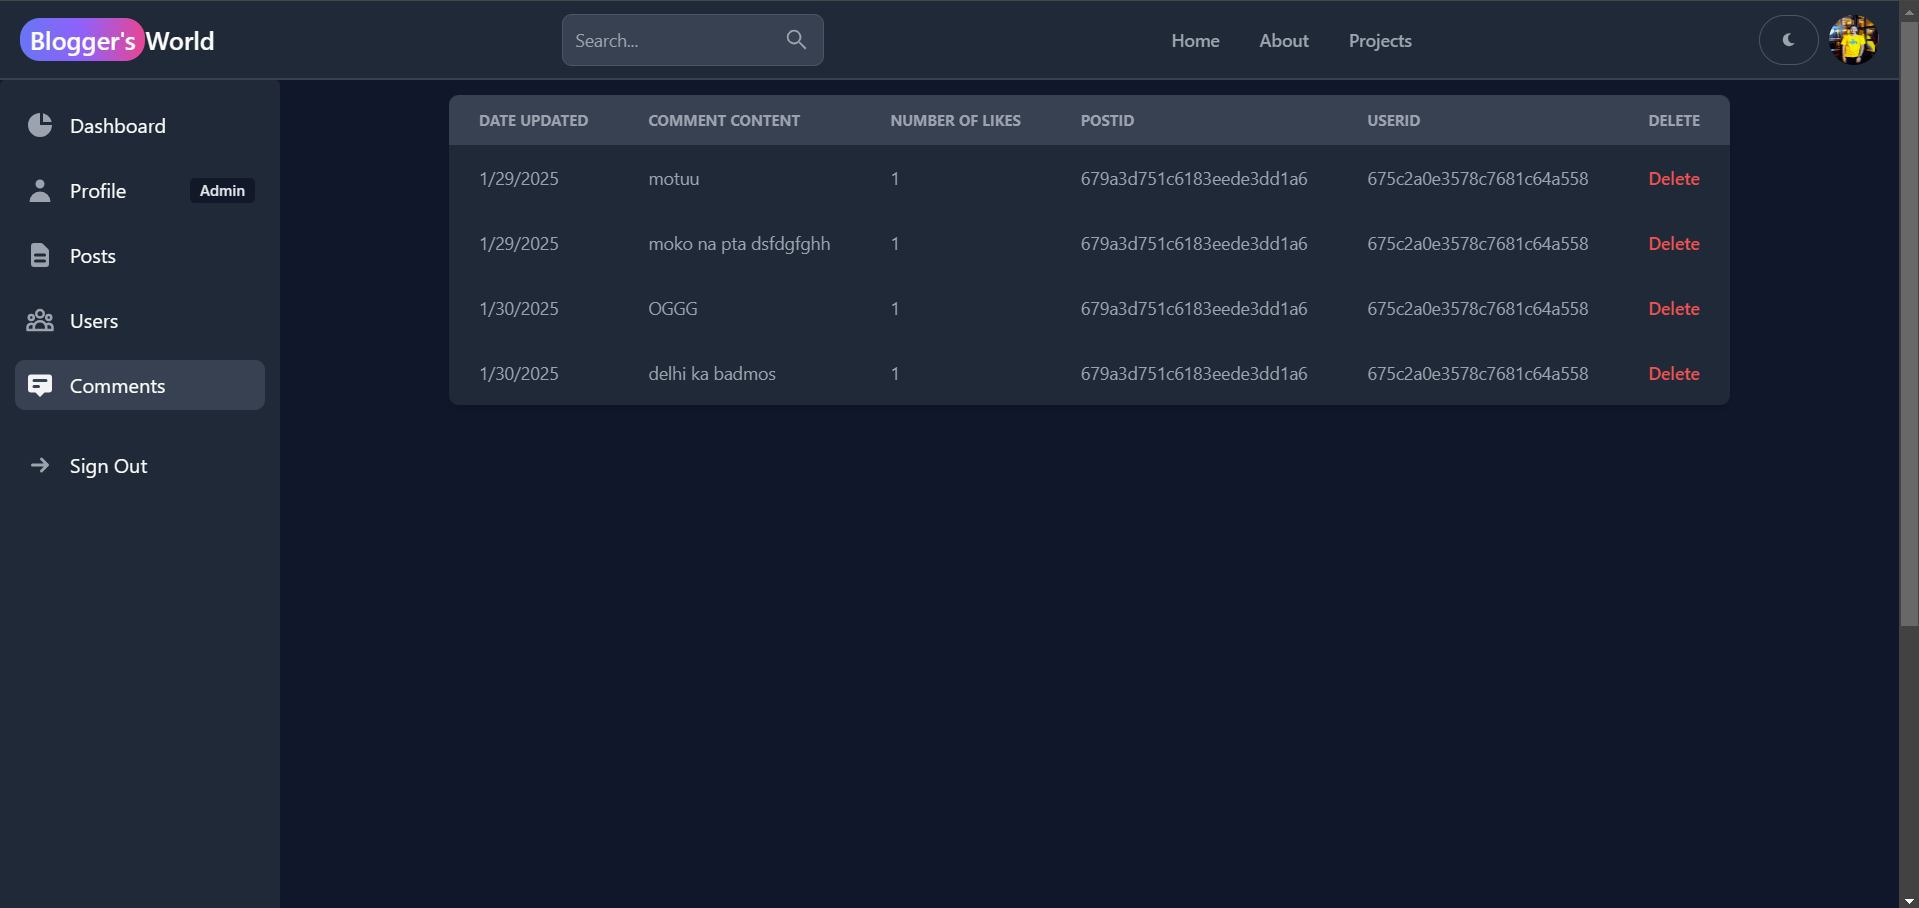 Blogger's World
Search...
Home About Projects
Dashboard
Profile Admin
Posts
Users
Comments
Sign Out
DATE UPDATED COMMENT CONTENT NUMBER OF LIKES POSTID USERID DELETE
1/29/2025 motuu 1 679a3d751c6183eede3dd1a6 675c2a0e3578c7681c64a558 Delete
1/29/2025 moko na pta dsfdgfghh 1 679a3d751c6183eede3dd1a6 675c2a0e3578c7681c64a558 Delete
1/30/2025 OGGG 1 679a3d751c6183eede3dd1a6 675c2a0e3578c7681c64a558 Delete
1/30/2025 delhi ka badmos 1 679a3d751c6183eede3dd1a6 675c2a0e3578c7681c64a558 Delete